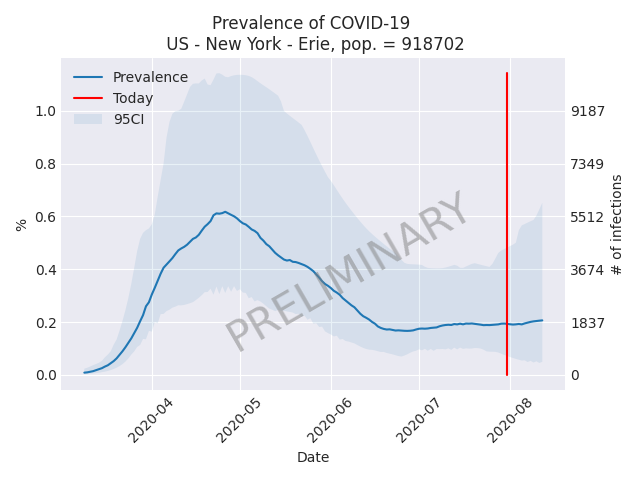 Prevalence of COVID-19
US - New York - Erie, pop. = 918702
Prevalence
Today
95CI
1.0
0.8
0.6
0.4
0.2
0.0
%
9187
7349
5512
3674
1837
0
# of infections
PRELIMINARY
2020-04
2020-05
2020-06
2020-07
2020-08
Date